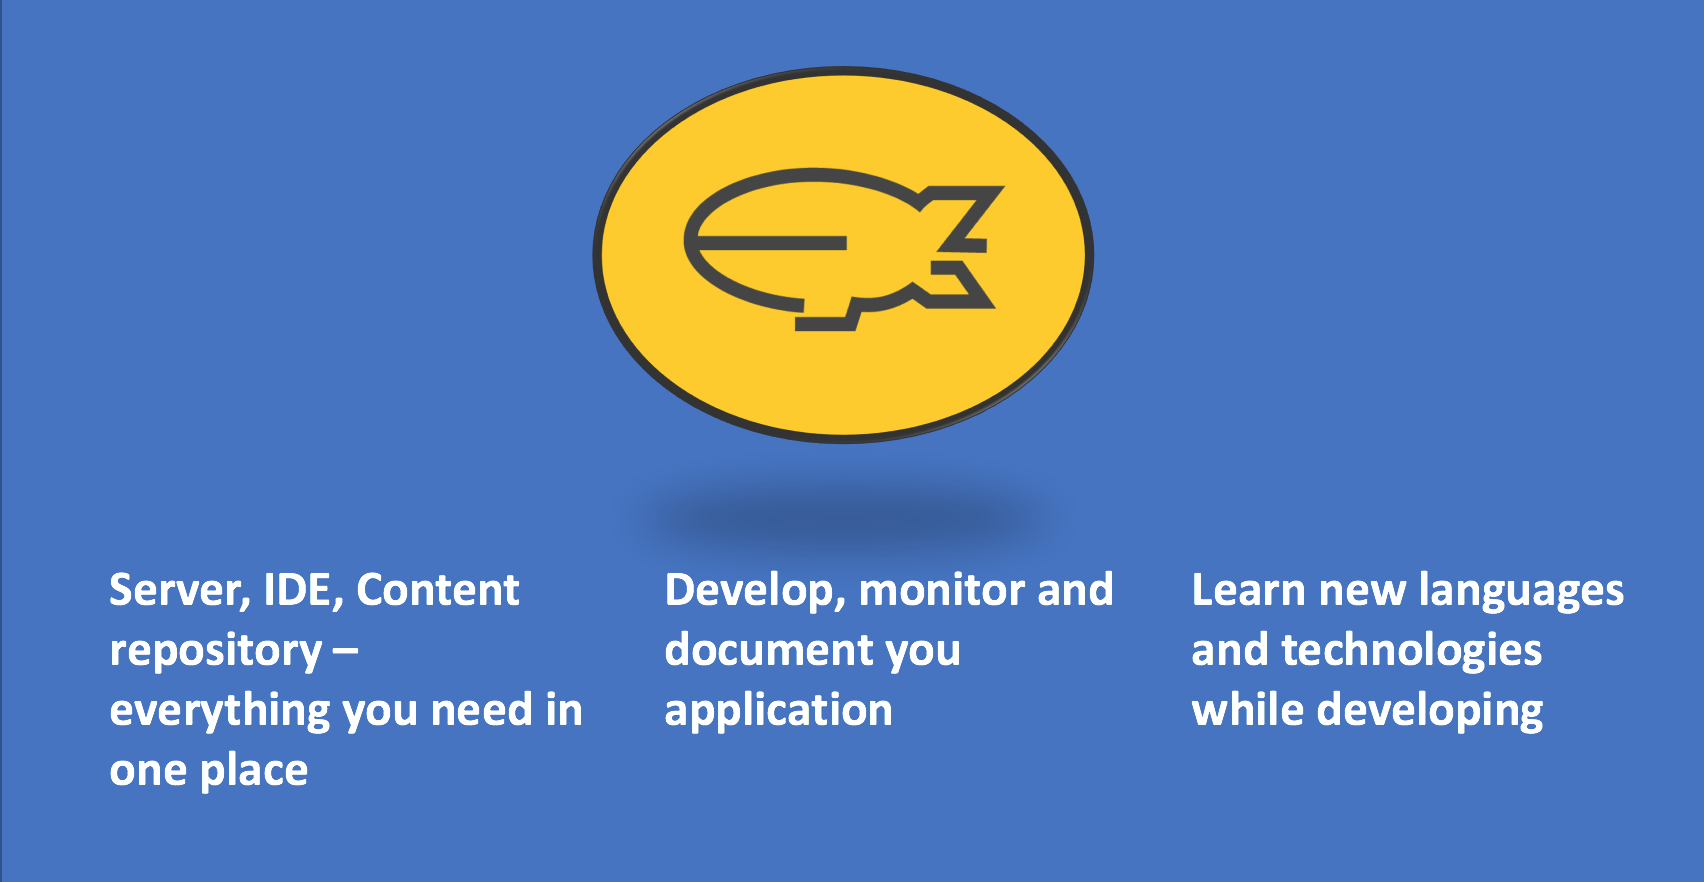 Server, IDE, Content
repository –
everything you need in
one place
Develop, monitor and
document you
application
Learn new languages
and technologies
while developing